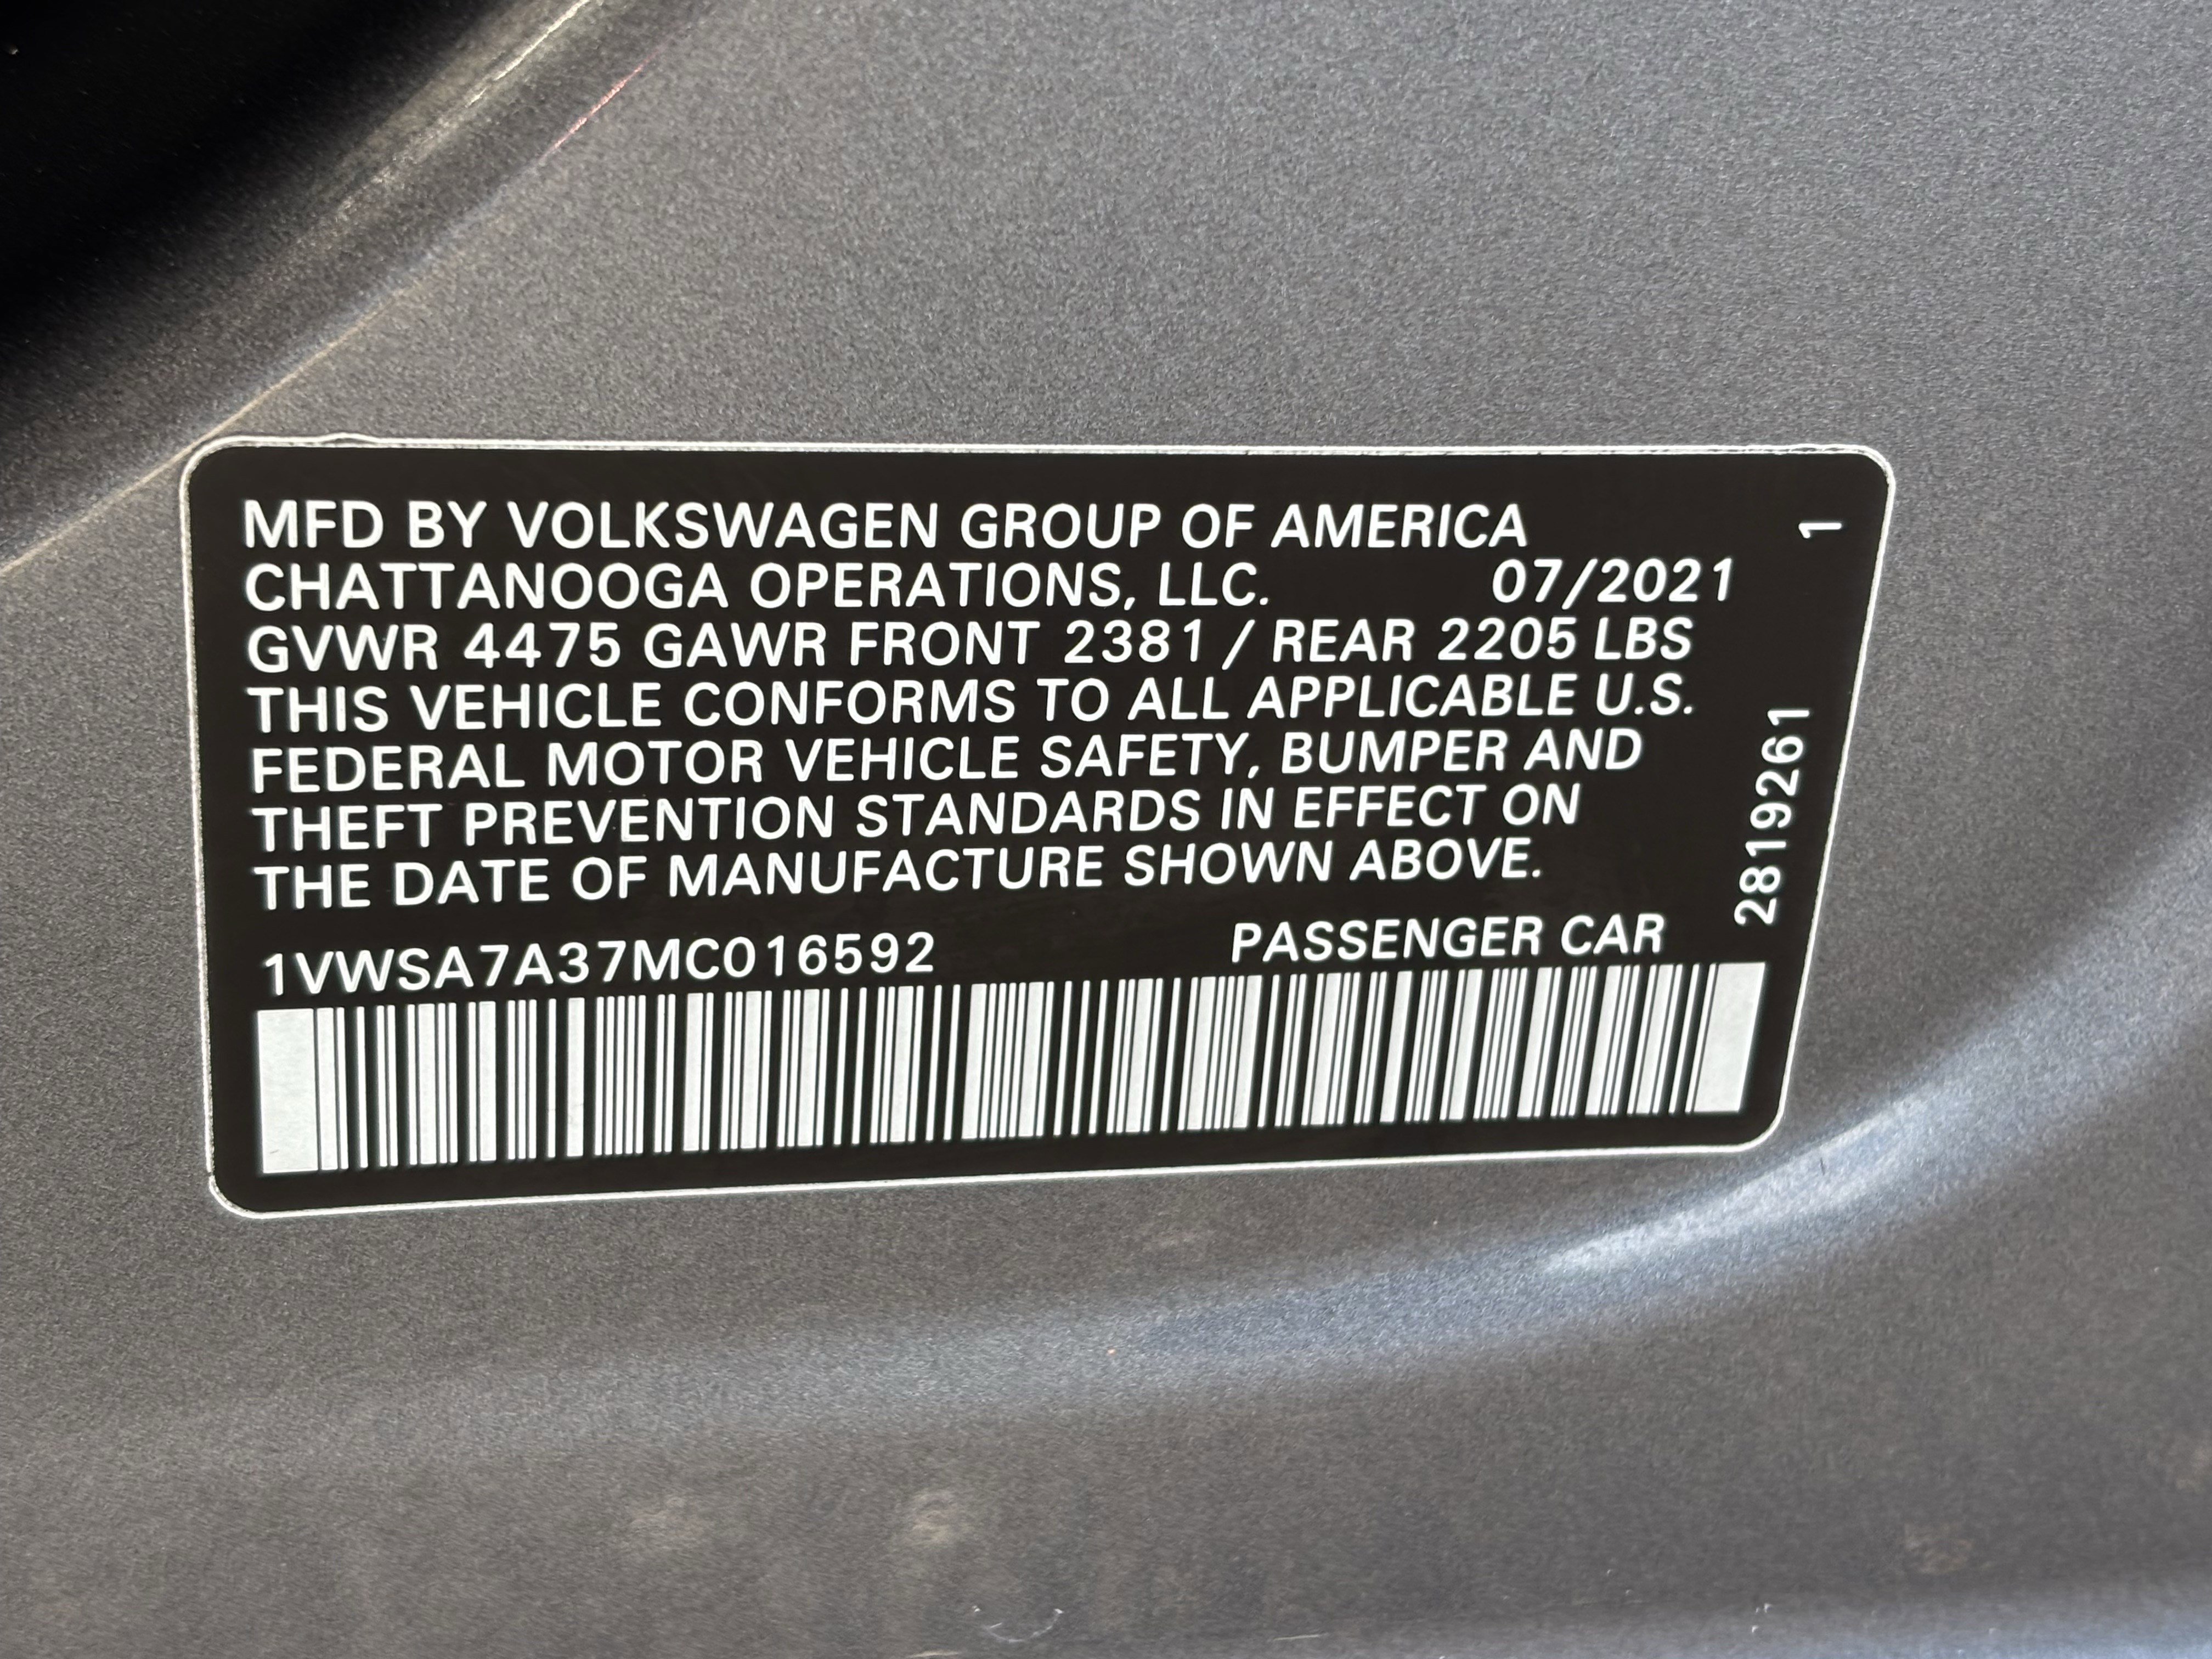 MFD BY VOLKSWAGEN GROUP OF AMERICA
CHATTANOOGA OPERATIONS, LLC. 07/2021
GVWR 4475 GAWR FRONT 2381 / REAR 2205 LBS
THIS VEHICLE CONFORMS TO ALL APPLICABLE U.S.
FEDERAL MOTOR VEHICLE SAFETY, BUMPER AND
THEFT PREVENTION STANDARDS IN EFFECT ON
THE DATE OF MANUFACTURE SHOWN ABOVE.
1VWSA7A37MC016592 PASSENGER CAR
2819261 1